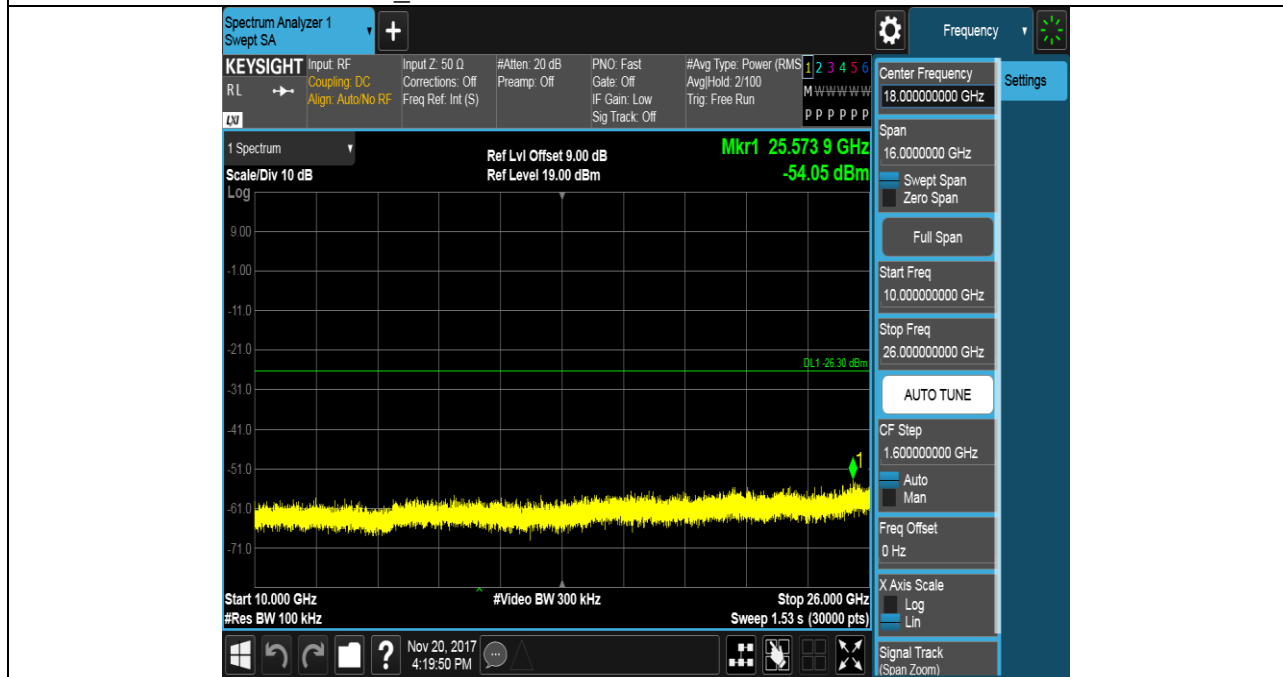 Spectrum Analyzer 1
Swept SA
+
Frequency
KEYSIGHT
RL
LXI
Input: RF
Coupling: DC
Align: Auto/No RF
Input Z: 50 Ω
Corrections: Off
Freq Ref: Int (S)
#Atten: 20 dB
Preamp: Off
PNO: Fast
Gate: Off
IF Gain: Low
Sig Track: Off
#Avg Type: Power (RMS
Avg|Hold: 2/100
Trig: Free Run
1 2 3 4 5 6
M W W W W W
P P P P P P
1 Spectrum
Scale/Div 10 dB
Ref Lvl Offset 9.00 dB
Ref Level 19.00 dBm
Mkr1 25.573 9 GHz
-54.05 dBm
Log
9.00
-1.00
-11.0
-21.0
DL1 -26.30 dBm
-31.0
-41.0
1
-51.0
-61.0
-71.0
Start 10.000 GHz
#Res BW 100 kHz
#Video BW 300 kHz
Stop 26.000 GHz
Sweep 1.53 s (30000 pts)
?
Nov 20, 2017
4:19:50 PM
Center Frequency
18.000000000 GHz
Settings
Span
16.0000000 GHz
Swept Span
Zero Span
Full Span
Start Freq
10.000000000 GHz
Stop Freq
26.000000000 GHz
AUTO TUNE
CF Step
1.600000000 GHz
Auto
Man
Freq Offset
0 Hz
X Axis Scale
Log
Lin
Signal Track
(Span Zoom)